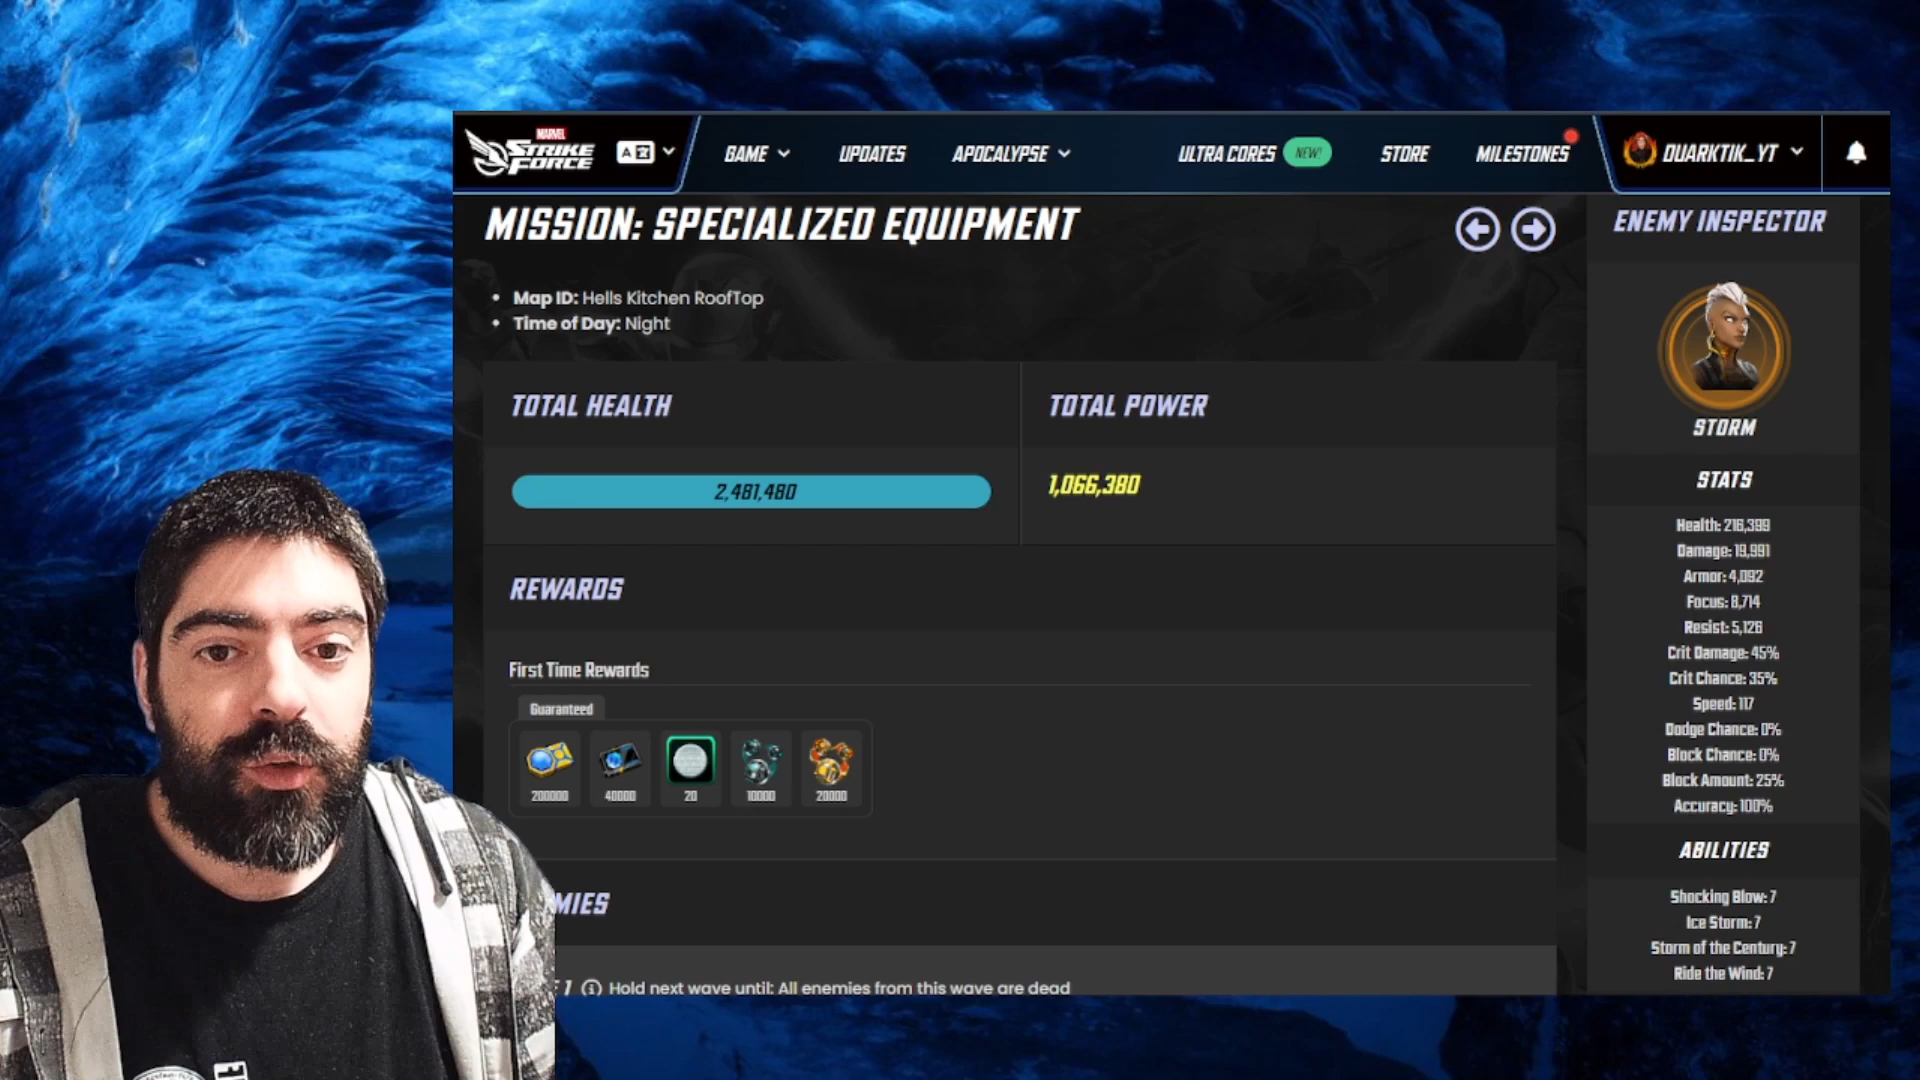 MARVEL
STRIKE
FORCE
A
GAME
UPDATES
APOCALYPSE
ULTRA CORES
NEW!
STORE
MILESTONES
DUARKTIK_YT
MISSION: SPECIALIZED EQUIPMENT
• Map ID: Hells Kitchen RoofTop
• Time of Day: Night
TOTAL HEALTH
2,481,480
TOTAL POWER
1,066,380
REWARDS
First Time Rewards
Guaranteed
200000
40000
20
10000
20000
MIES
1 Hold next wave until: All enemies from this wave are dead
ENEMY INSPECTOR
STORM
STATS
Health: 216,399
Damage: 19,991
Armor: 4,092
Focus: 8,714
Resist: 5,126
Crit Damage: 45%
Crit Chance: 35%
Speed: 117
Dodge Chance: 0%
Block Chance: 0%
Block Amount: 25%
Accuracy: 100%
ABILITIES
Shocking Blow: 7
Ice Storm: 7
Storm of the Century: 7
Ride the Wind: 7